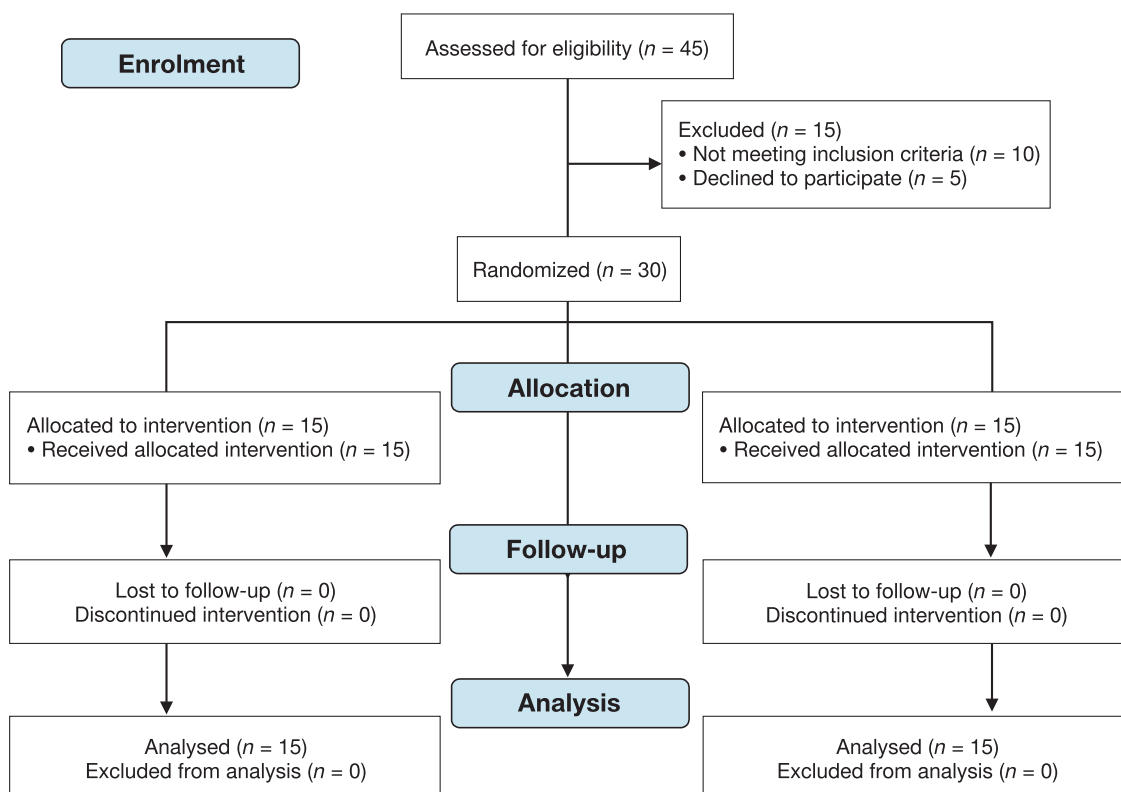 Enrolment
Assessed for eligibility (n = 45)
Excluded (n = 15)
• Not meeting inclusion criteria (n = 10)
• Declined to participate (n = 5)
Randomized (n = 30)
Allocation
Allocated to intervention (n = 15)
• Received allocated intervention (n = 15)
Allocated to intervention (n = 15)
• Received allocated intervention (n = 15)
Follow-up
Lost to follow-up (n = 0)
Discontinued intervention (n = 0)
Lost to follow-up (n = 0)
Discontinued intervention (n = 0)
Analysis
Analysed (n = 15)
Excluded from analysis (n = 0)
Analysed (n = 15)
Excluded from analysis (n = 0)